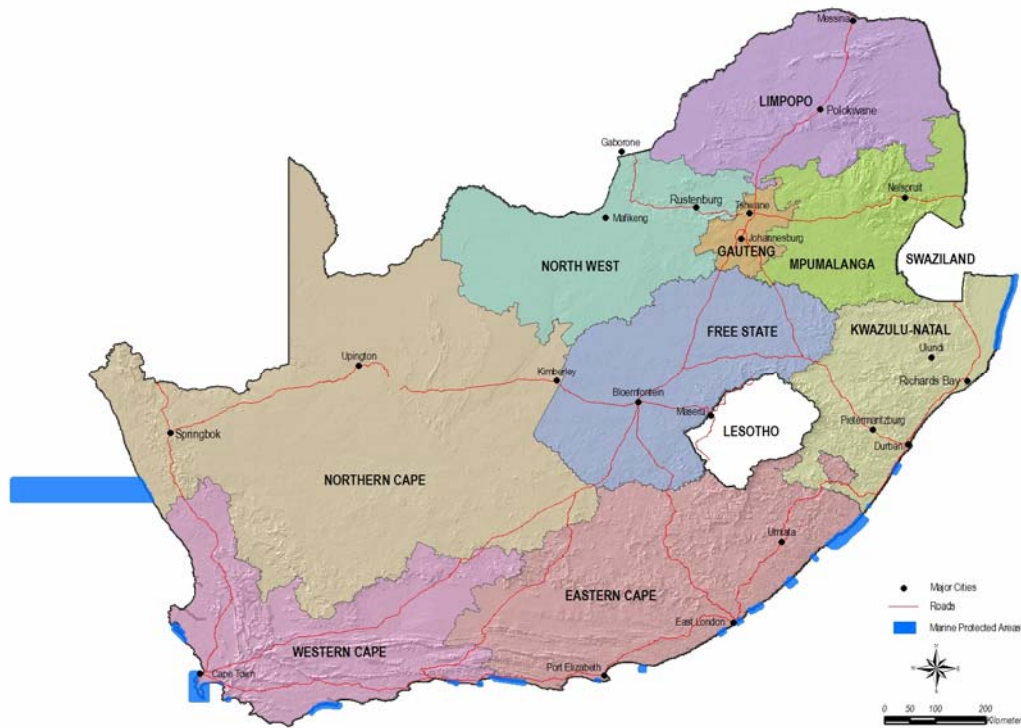 Messina
LIMPOPO
Polokwane
Gaborone
Nelspruit
Rustenburg
Tshwane
Mafikeng
Johannesburg
GAUTENG
SWAZILAND
NORTH WEST
MPUMALANGA
FREE STATE
KWAZULU-NATAL
Upington
Ulundi
Kimberley
Richards Bay
Bloemfontein
Maseru
Pietermaritzburg
LESOTHO
Springbok
Durban
NORTHERN CAPE
Umtata
EASTERN CAPE
Major Cities
Roads
East London
Marine Protected Areas
WESTERN CAPE
Port Elizabeth
Cape Town
N
W
E
S
0 50 100 200
Kilometer